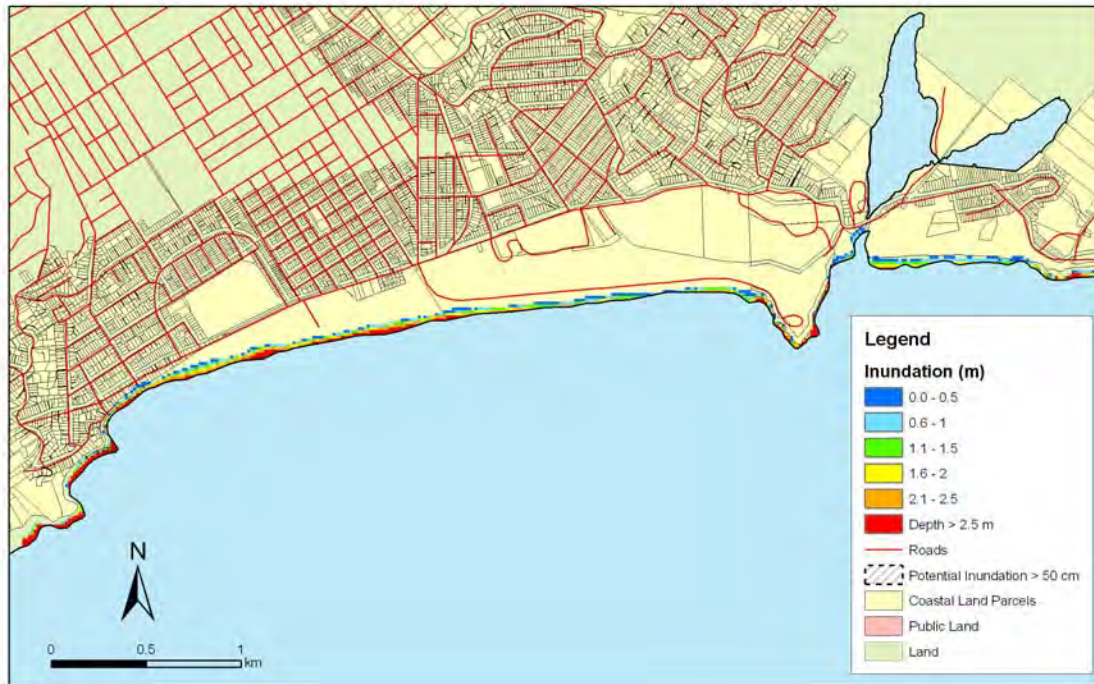 Legend
Inundation (m)
0.0 - 0.5
0.6 - 1
1.1 - 1.5
1.6 - 2
2.1 - 2.5
Depth > 2.5 m
Roads
Potential Inundation > 50 cm
Coastal Land Parcels
Public Land
Land
N
0 0.5 1
km